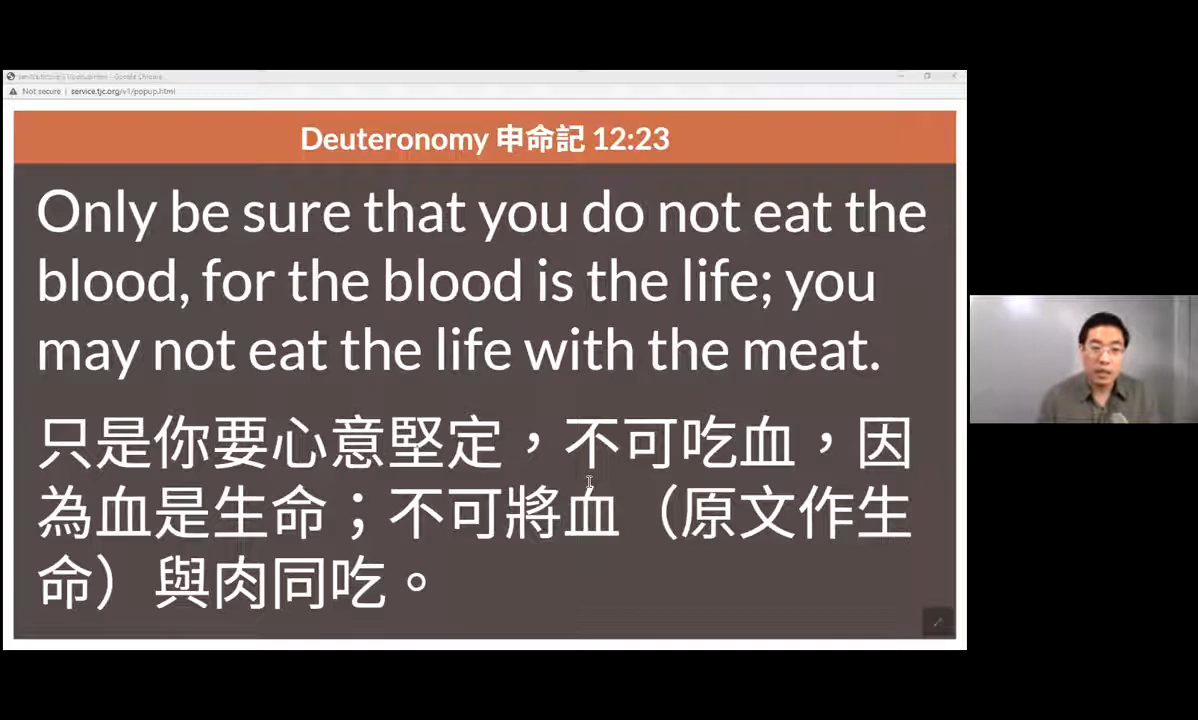 Not secure | service.tjc.org/v1/popup.html
Deuteronomy 申命記 12:23
Only be sure that you do not eat the
blood, for the blood is the life; you
may not eat the life with the meat.
只是你要心意堅定，不可吃血，因
為血是生命；不可將血（原文作生
命）與肉同吃。